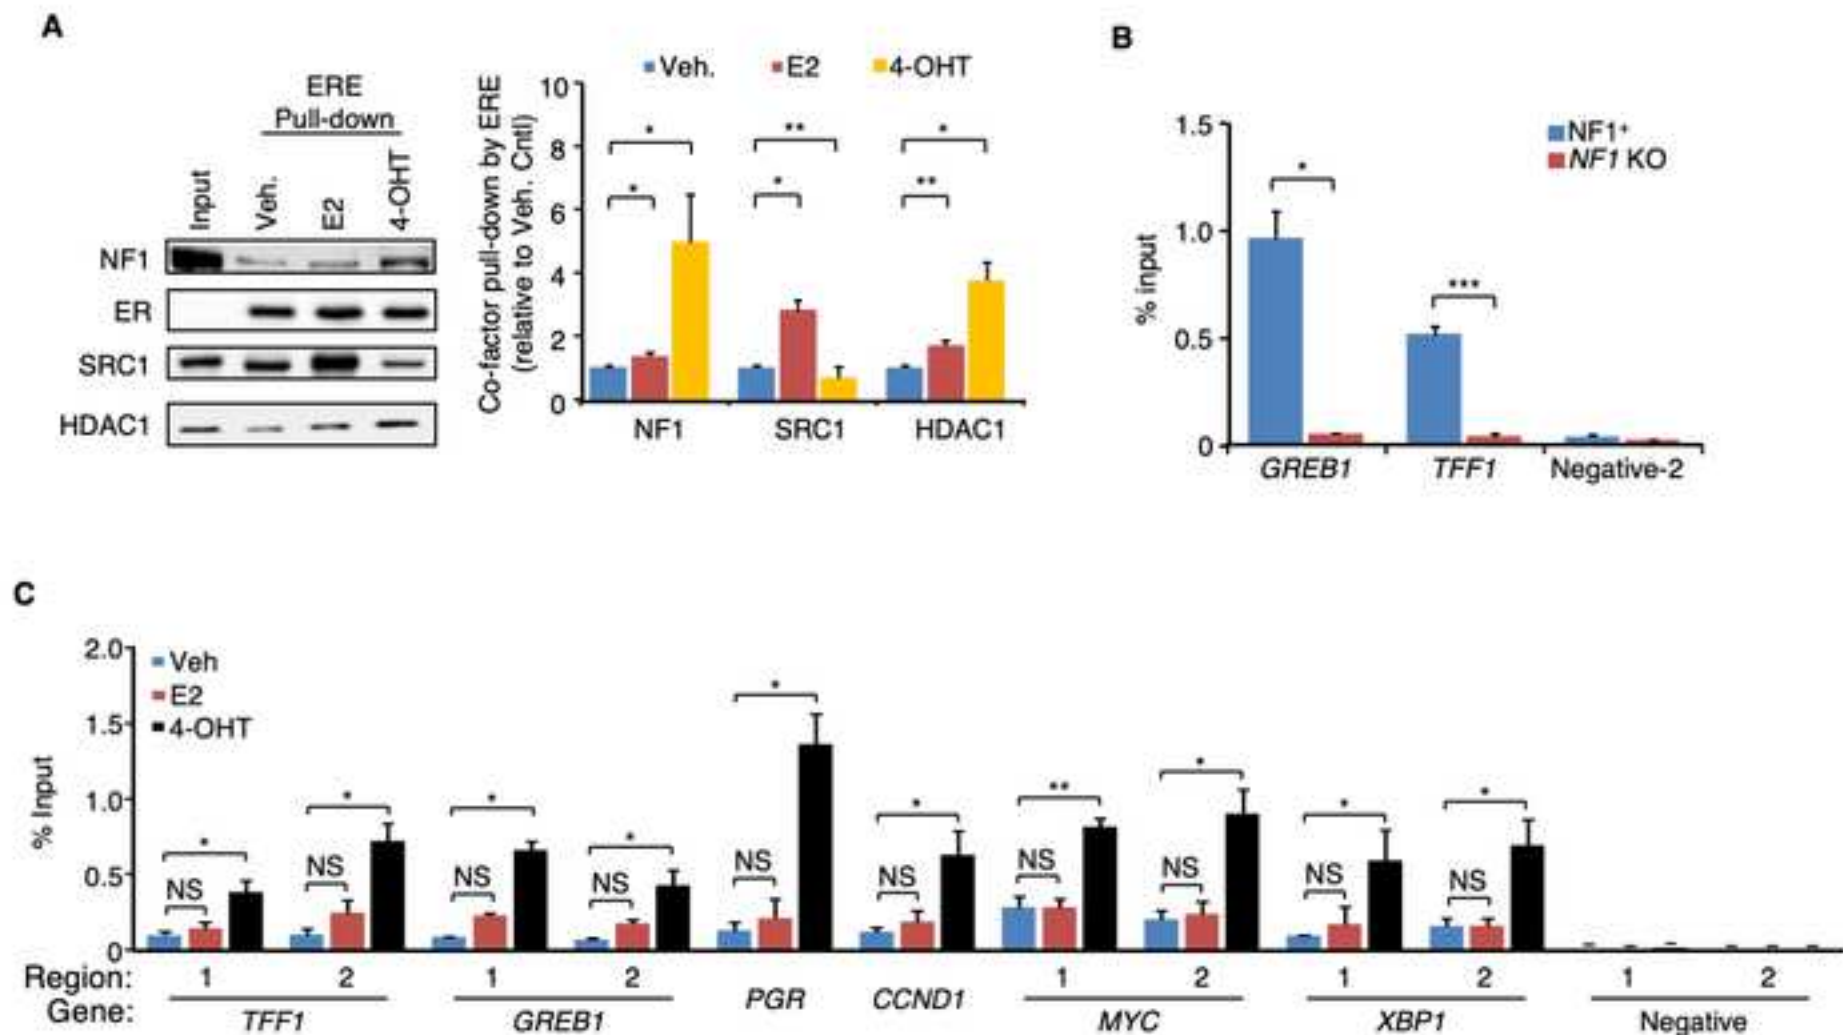 A
ERE
Pull-down
Input
Veh.
E2
4-OHT
NF1
ER
SRC1
HDAC1
Veh.
E2
4-OHT
Co-factor pull-down by ERE
(relative to Veh. Cntl)
10
8
6
4
2
0
*
*
**
*
*
**
NF1
SRC1
HDAC1
B
NF1+
NF1 KO
% input
1.5
1.0
0.5
0
*
***
GREB1
TFF1
Negative-2
C
Veh
E2
4-OHT
% Input
2.0
1.5
1.0
0.5
0
*
NS
*
NS
*
NS
*
NS
*
NS
*
NS
**
NS
*
NS
*
NS
*
NS
Region:
1
2
1
2
1
2
1
2
1
2
Gene:
TFF1
GREB1
PGR
CCND1
MYC
XBP1
Negative